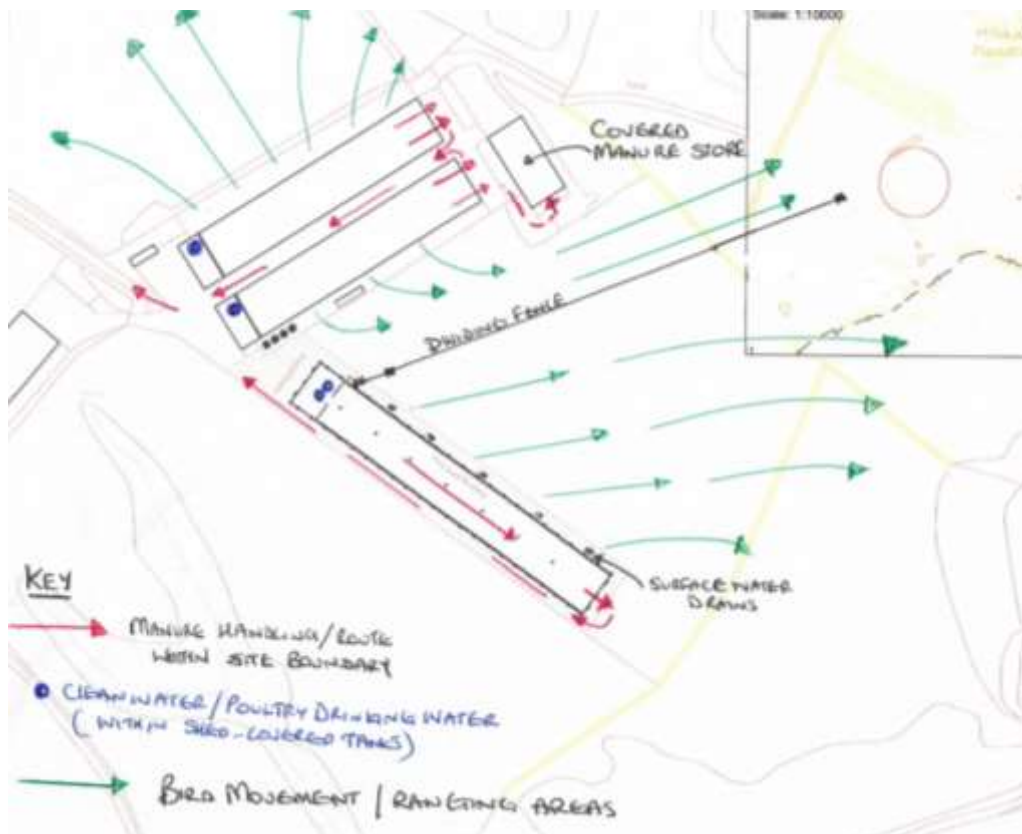 Scale: 1:10000
COVERED
MANURE STORE
DIVIDING FENCE
SURFACE WATER
DRAINS
KEY
MANURE HANDLING/ROUTE
WITHIN SITE BOUNDARY
CLEAN WATER/POULTRY DRINKING WATER
(WITHIN SHED-COVERED TANKS)
BIRD MOVEMENT / RANGING AREAS